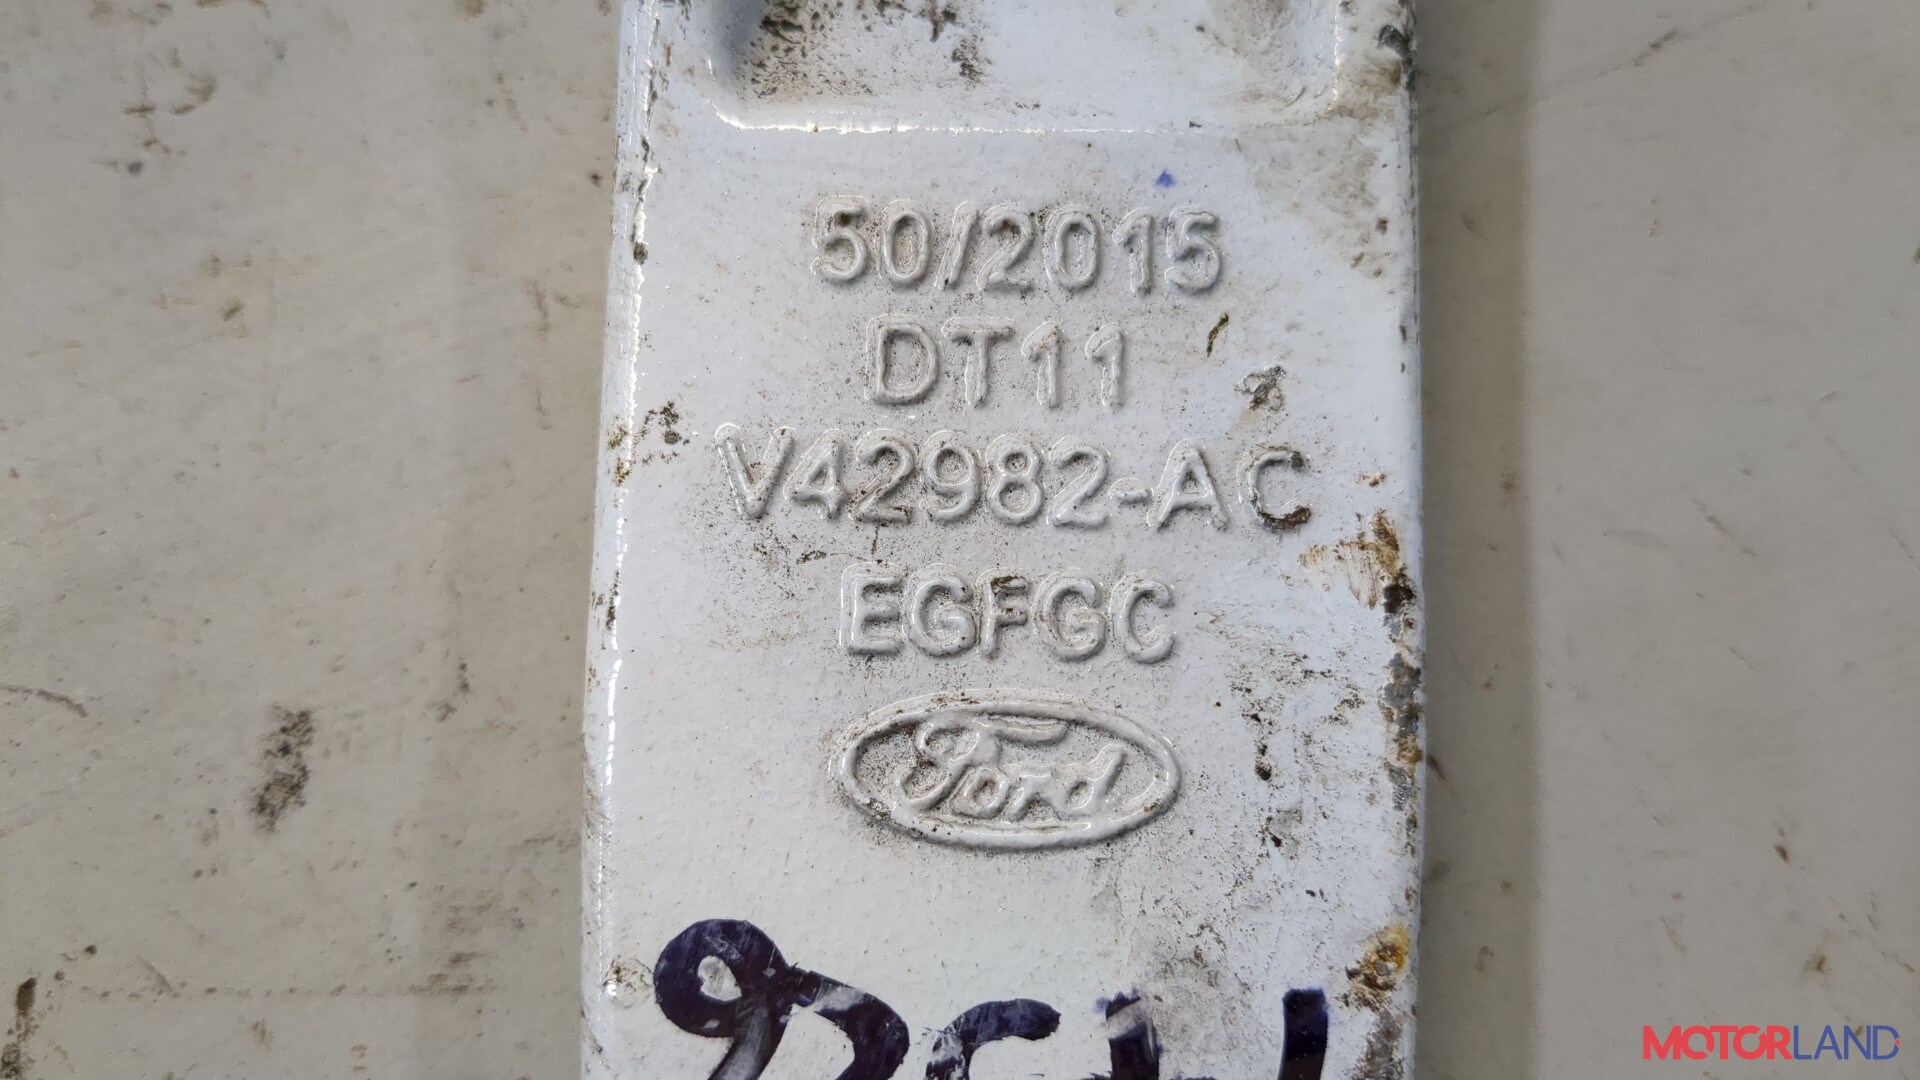 50/2015
DT11
V42982-AC
EGFGC
Ford
MOTORLAND